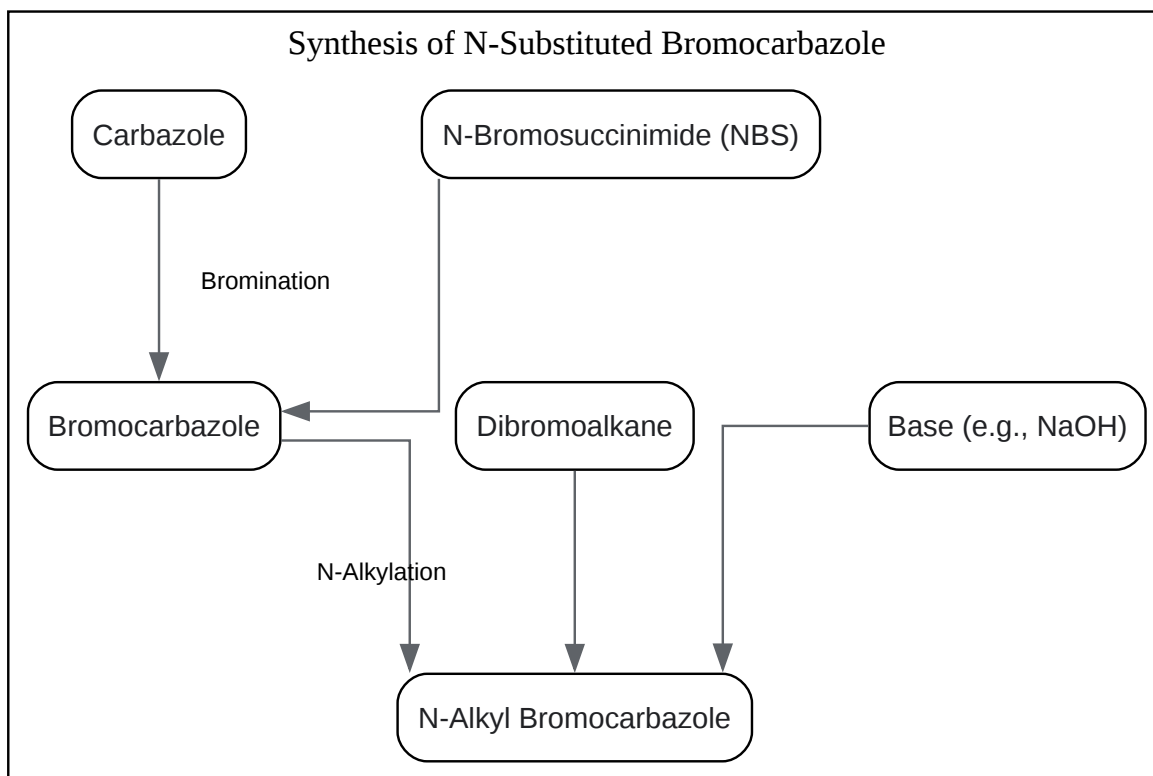 Synthesis of N-Substituted Bromocarbazole
Carbazole
N-Bromosuccinimide (NBS)
Bromination
Bromocarbazole
Dibromoalkane
Base (e.g., NaOH)
N-Alkylation
N-Alkyl Bromocarbazole